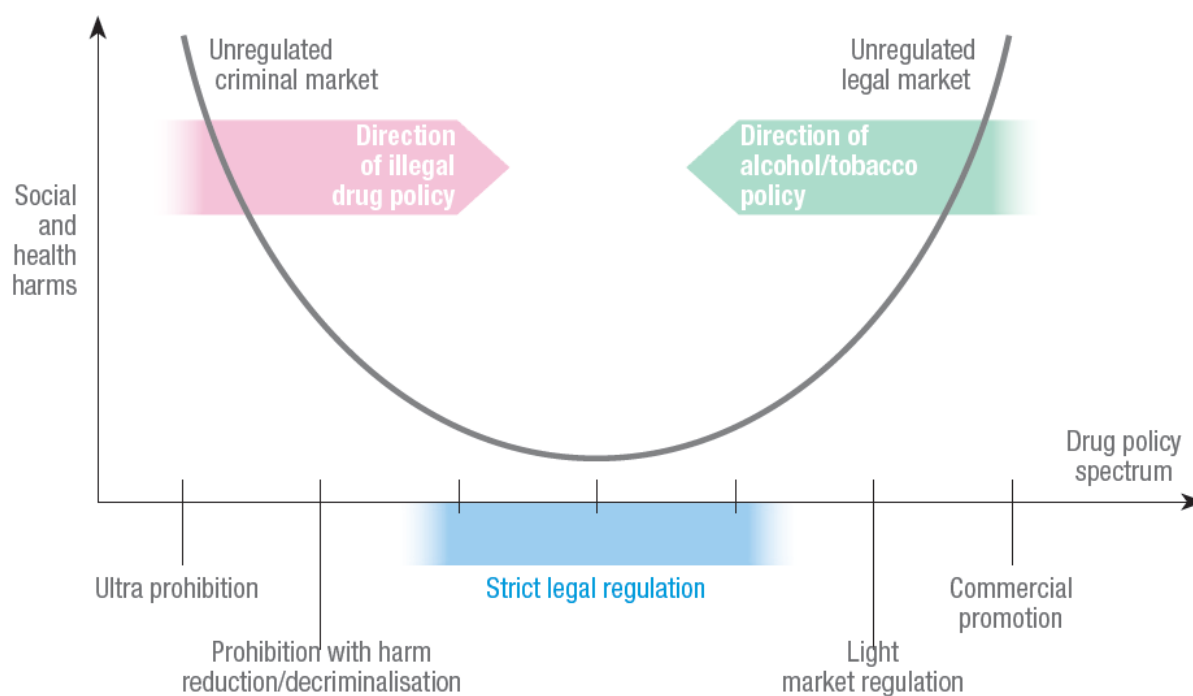 Unregulated
criminal market
Unregulated
legal market
Direction
of illegal
drug policy
Direction of
alcohol/tobacco
policy
Social
and
health
harms
Drug policy
spectrum
Ultra prohibition
Strict legal regulation
Commercial
promotion
Prohibition with harm
reduction/decriminalisation
Light
market regulation